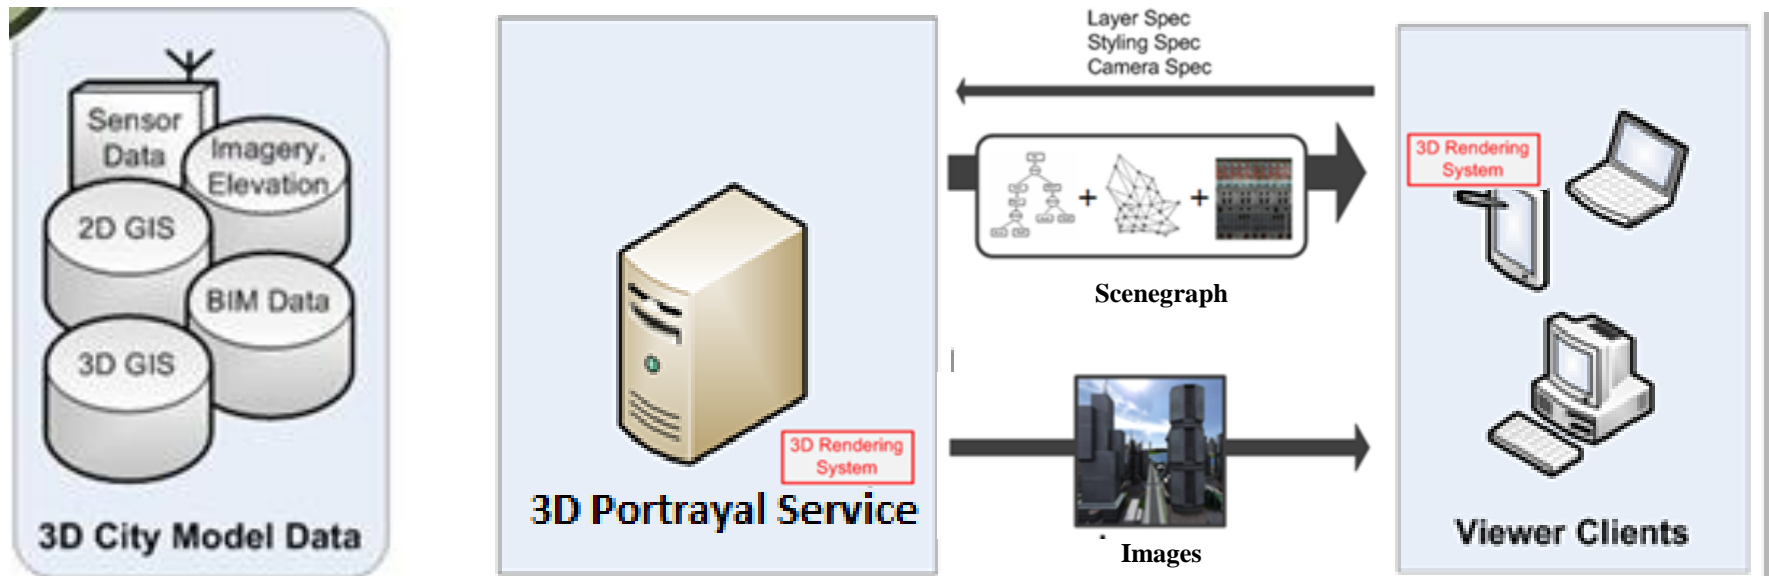 Sensor
Data
Imagery,
Elevation
2D GIS
BIM Data
3D GIS
3D City Model Data
3D Rendering
System
3D Portrayal Service
Layer Spec
Styling Spec
Camera Spec
+
+
Scenegraph
Images
3D Rendering
System
Viewer Clients